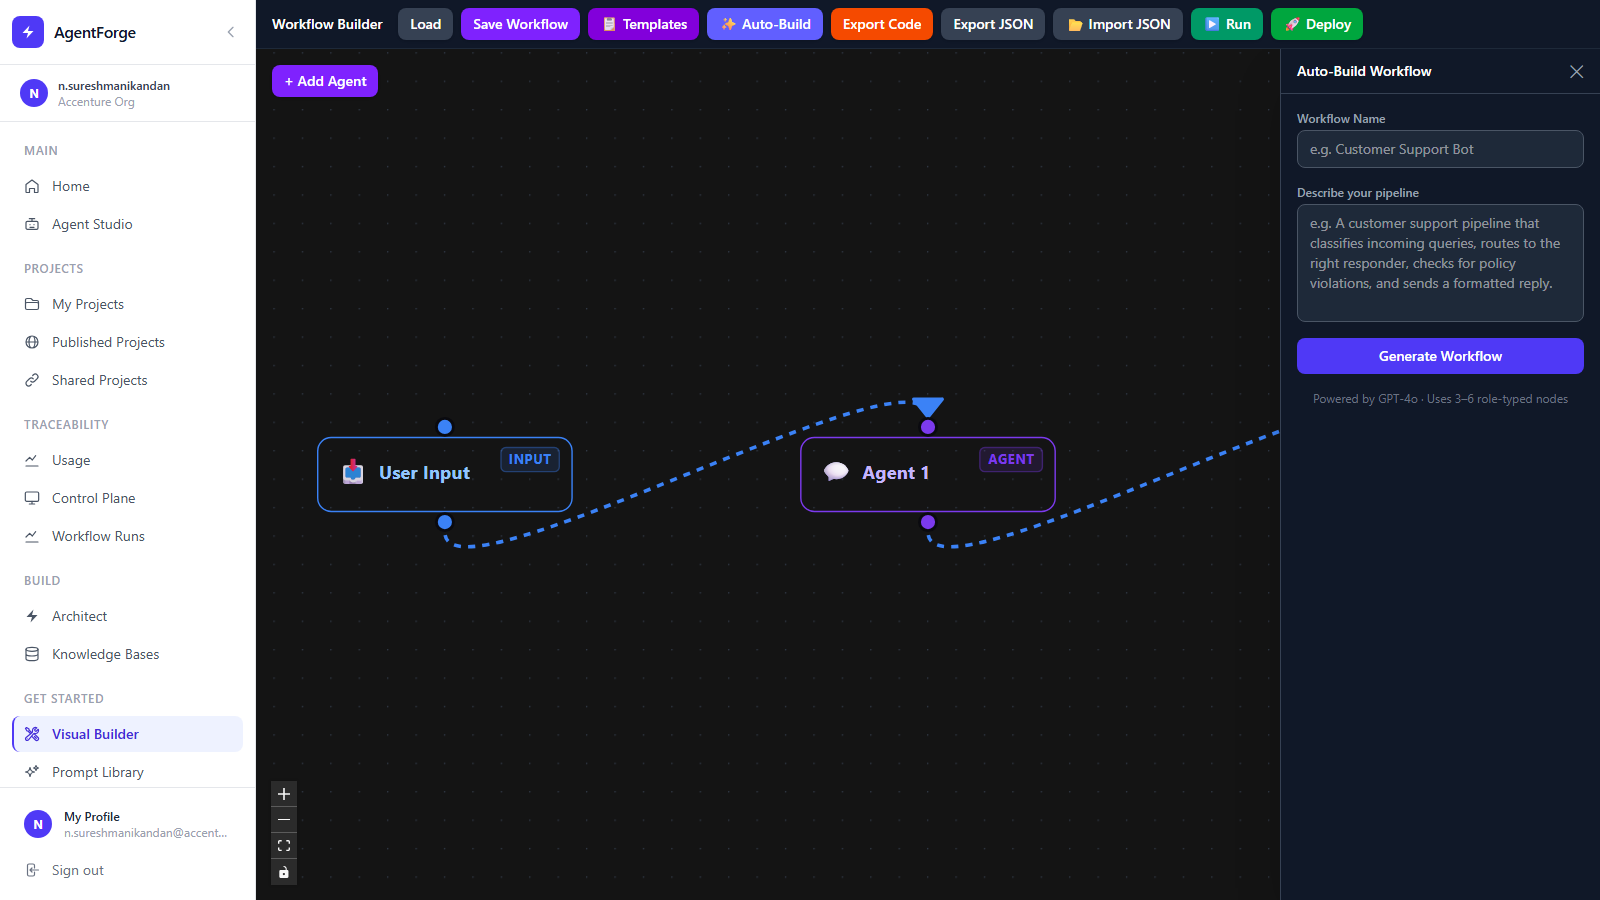 AgentForge
N
n.sureshmanikandan
Accenture Org
MAIN
Home
Agent Studio
PROJECTS
My Projects
Published Projects
Shared Projects
TRACEABILITY
Usage
Control Plane
Workflow Runs
BUILD
Architect
Knowledge Bases
GET STARTED
Visual Builder
Prompt Library
N
My Profile
n.sureshmanikandan@accent...
Sign out
Workflow Builder
Load
Save Workflow
Templates
Auto-Build
Export Code
Export JSON
Import JSON
Run
Deploy
+ Add Agent
User Input
INPUT
Agent 1
AGENT
Auto-Build Workflow
Workflow Name
e.g. Customer Support Bot
Describe your pipeline
e.g. A customer support pipeline that
classifies incoming queries, routes to the
right responder, checks for policy
violations, and sends a formatted reply.
Generate Workflow
Powered by GPT-4o · Uses 3–6 role-typed nodes